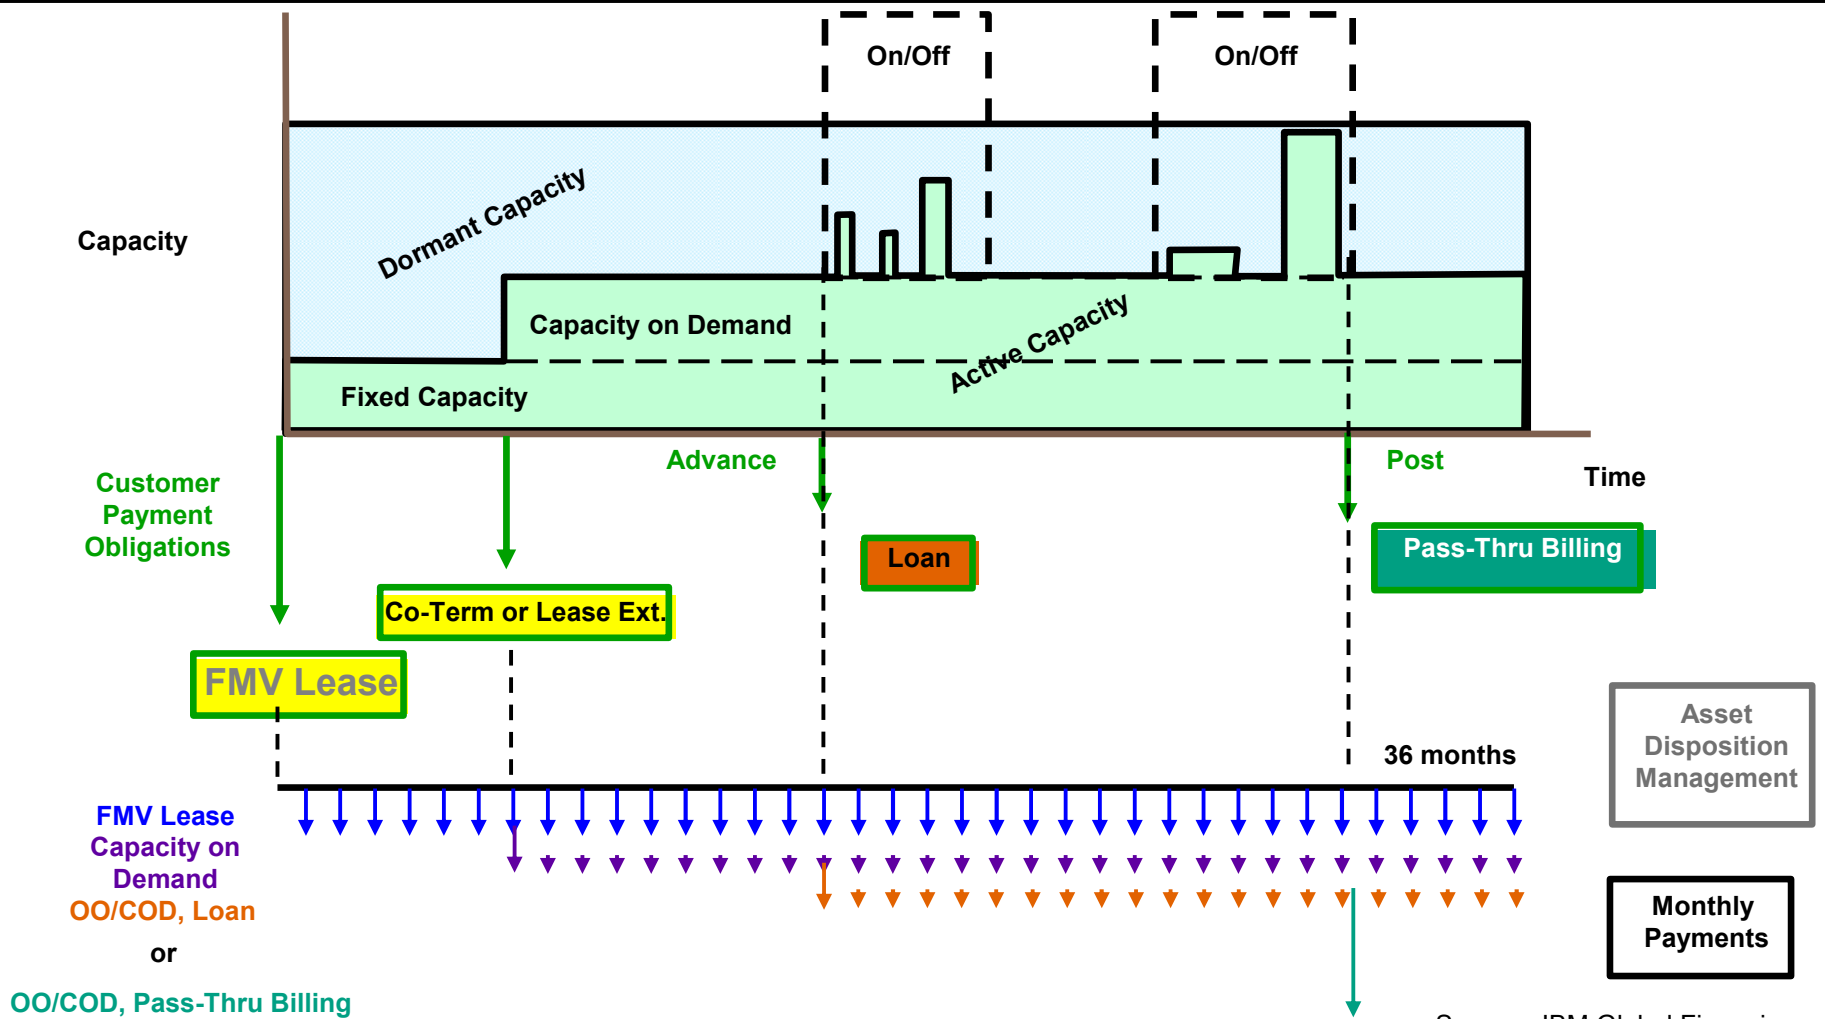 On/Off
On/Off
Capacity
Dormant Capacity
Capacity on Demand
Active Capacity
Fixed Capacity
Advance
Post
Time
Customer
Payment
Obligations
Loan
Pass-Thru Billing
Co-Term or Lease Ext.
FMV Lease
Asset
Disposition
Management
36 months
FMV Lease
Capacity on
Demand
OO/COD, Loan
or
OO/COD, Pass-Thru Billing
Monthly
Payments
IBM Global